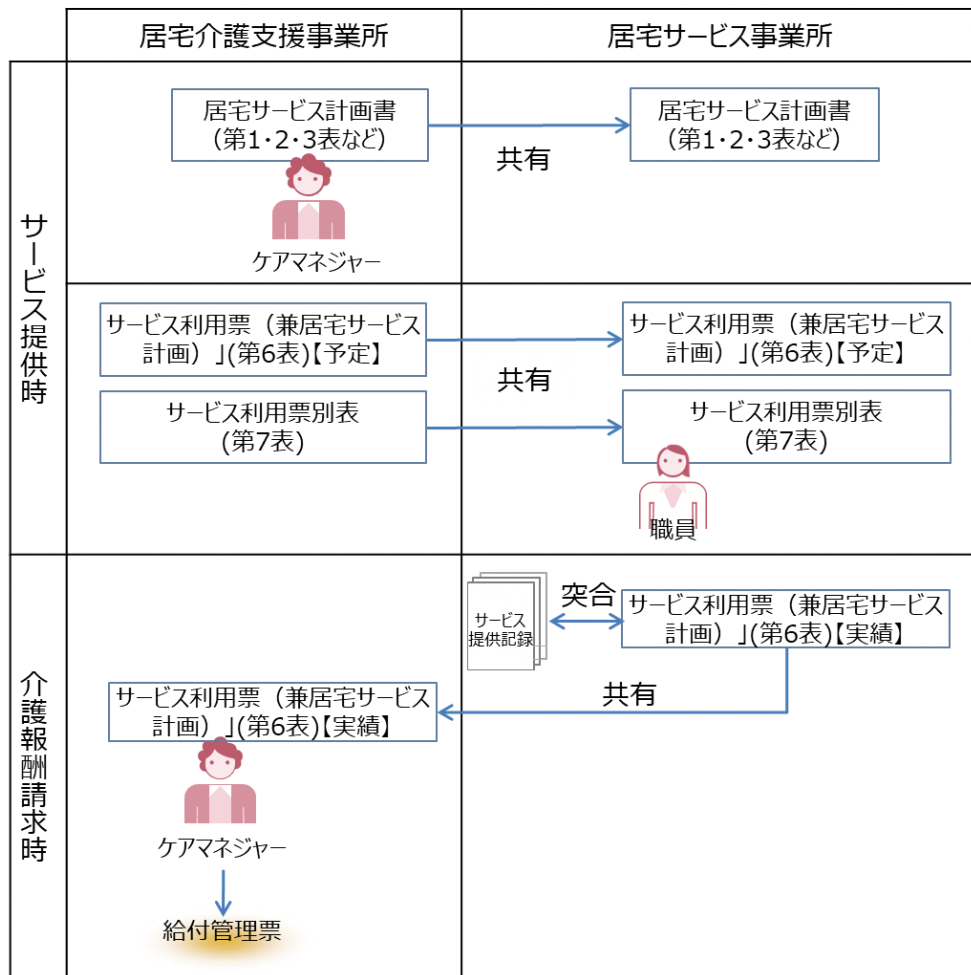 居宅介護支援事業所
居宅サービス事業所
サービス提供時
居宅サービス計画書
(第1・2・3表など)
共有
居宅サービス計画書
(第1・2・3表など)
ケアマネジャー
サービス利用票（兼居宅サービス
計画）」(第6表)【予定】
共有
サービス利用票（兼居宅サービス
計画）」(第6表)【予定】
サービス利用票別表
(第7表)
サービス利用票別表
(第7表)
職員
介護報酬請求時
サービス
提供記録
突合
サービス利用票（兼居宅サービス
計画）」(第6表)【実績】
共有
サービス利用票（兼居宅サービス
計画）」(第6表)【実績】
ケアマネジャー
給付管理票